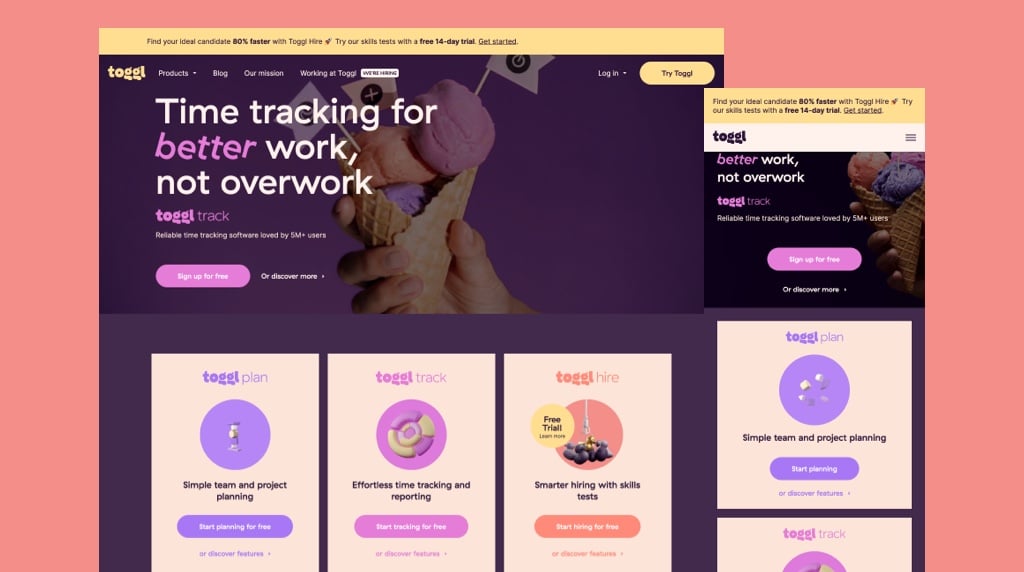 Find your ideal candidate 80% faster with Toggl Hire 🚀 Try our skills tests with a free 14-day trial. Get started.
toggl Products Blog Our mission Working at Toggl WE'RE HIRING Log in Try Toggl
Time tracking for
better work,
not overwork
toggl track
Reliable time tracking software loved by 5M+ users
Sign up for free Or discover more
toggl plan
Simple team and project
planning
Start planning for free
or discover features
toggl track
Effortless time tracking and
reporting
Start tracking for free
or discover features
toggl hire
Free
Trial!
Learn more
Smarter hiring with skills
tests
Start hiring for free
or discover features
Find your ideal candidate 80% faster with Toggl Hire 🚀 Try
our skills tests with a free 14-day trial. Get started.
toggl
better work,
not overwork
toggl track
Reliable time tracking software loved by 5M+ users
Sign up for free
Or discover more
toggl plan
Simple team and project planning
Start planning
or discover features
toggl track